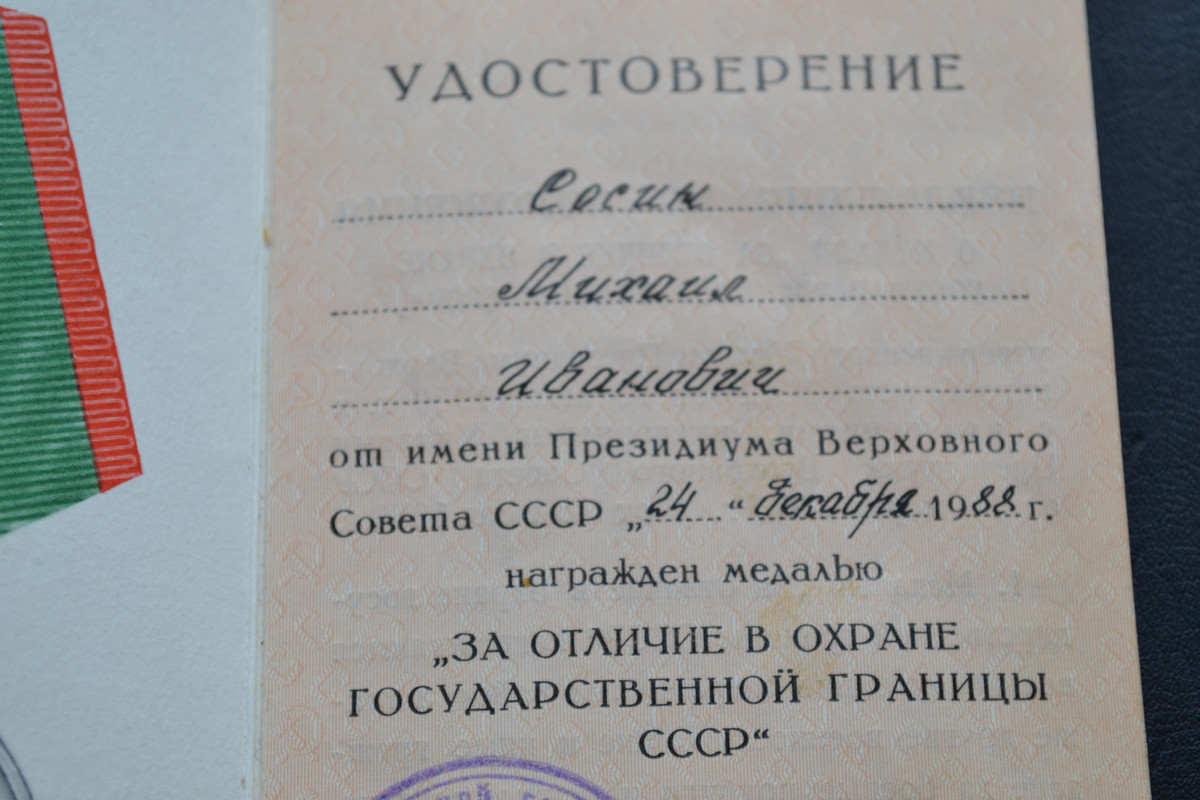 УДОСТОВЕРЕНИЕ
Сосин
Михаил
Иванович
от имени Президиума Верховного
Совета СССР „24“ декабря 1988 г.
награжден медалью
„ЗА ОТЛИЧИЕ В ОХРАНЕ
ГОСУДАРСТВЕННОЙ ГРАНИЦЫ
СССР“